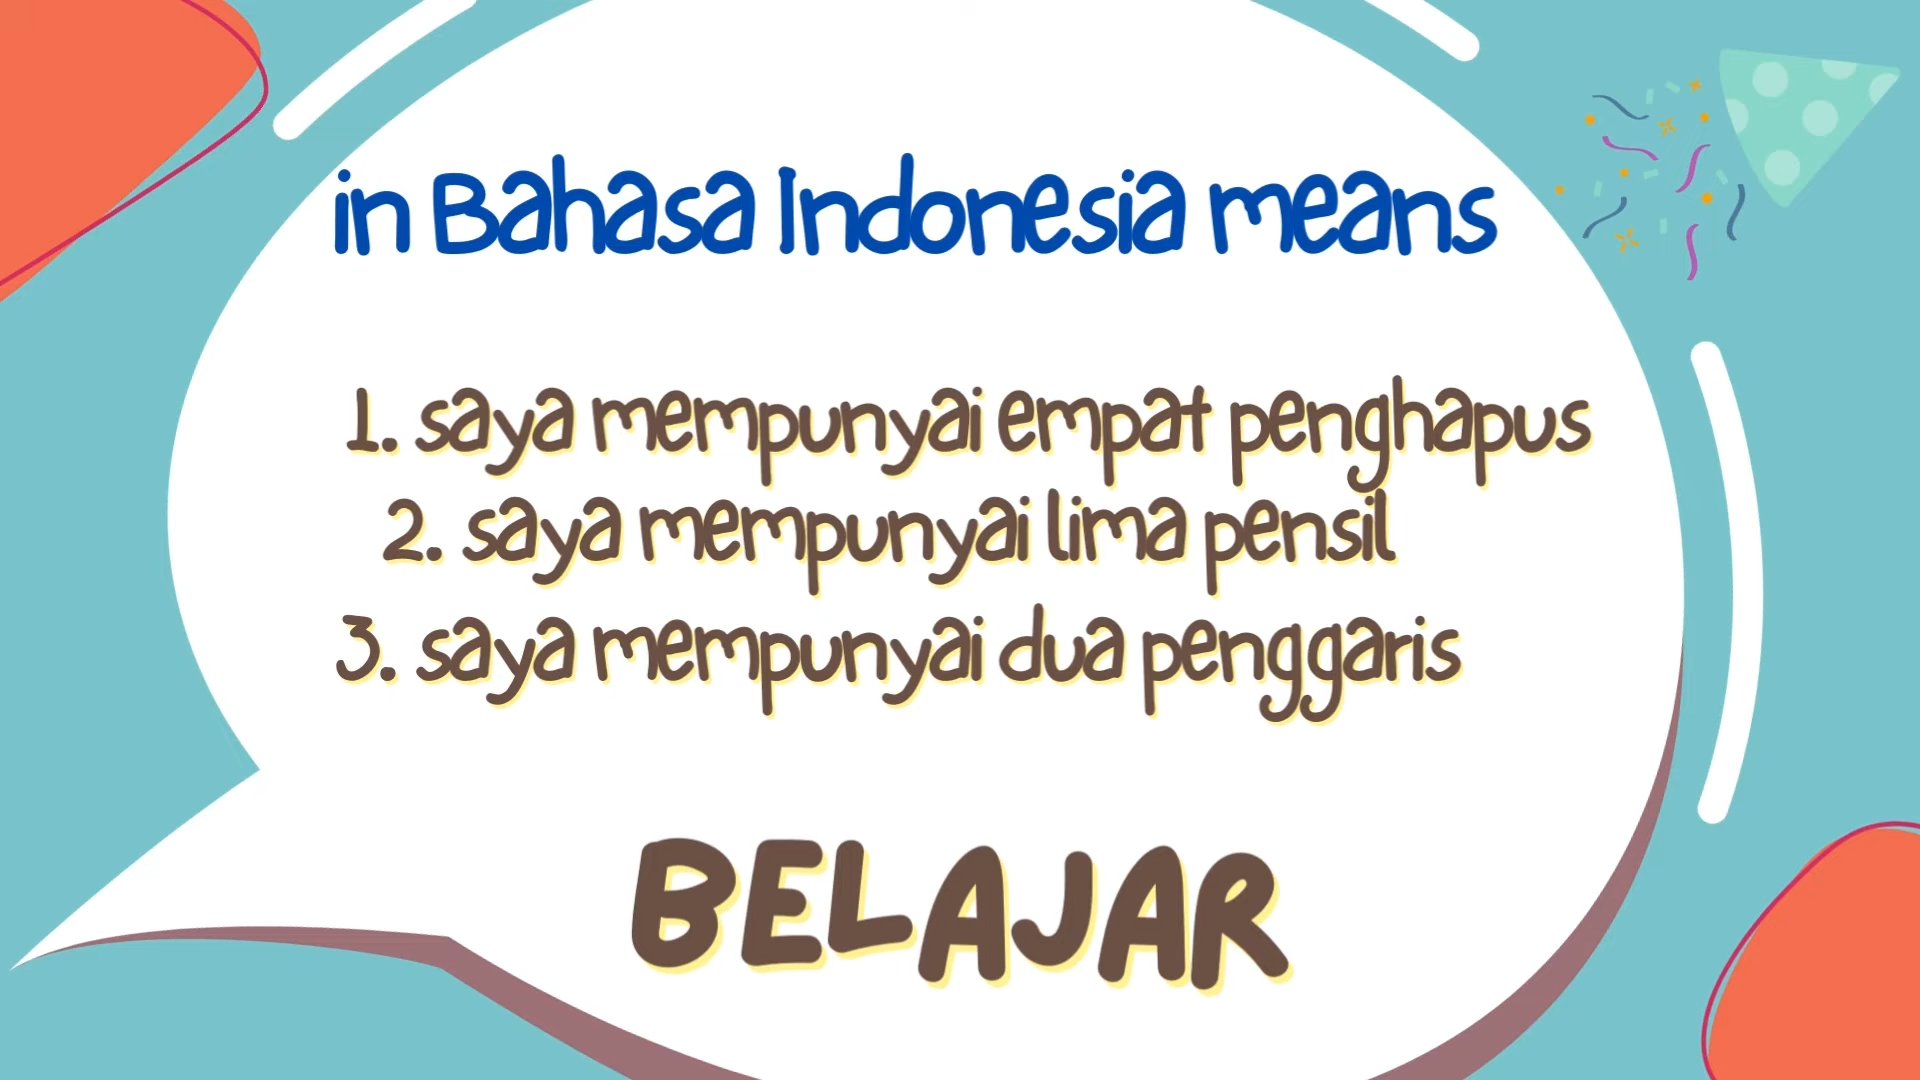 in Bahasa Indonesia means
1. saya mempunyai empat penghapus
2. saya mempunyai lima pensil
3. saya mempunyai dua penggaris
BELAJAR